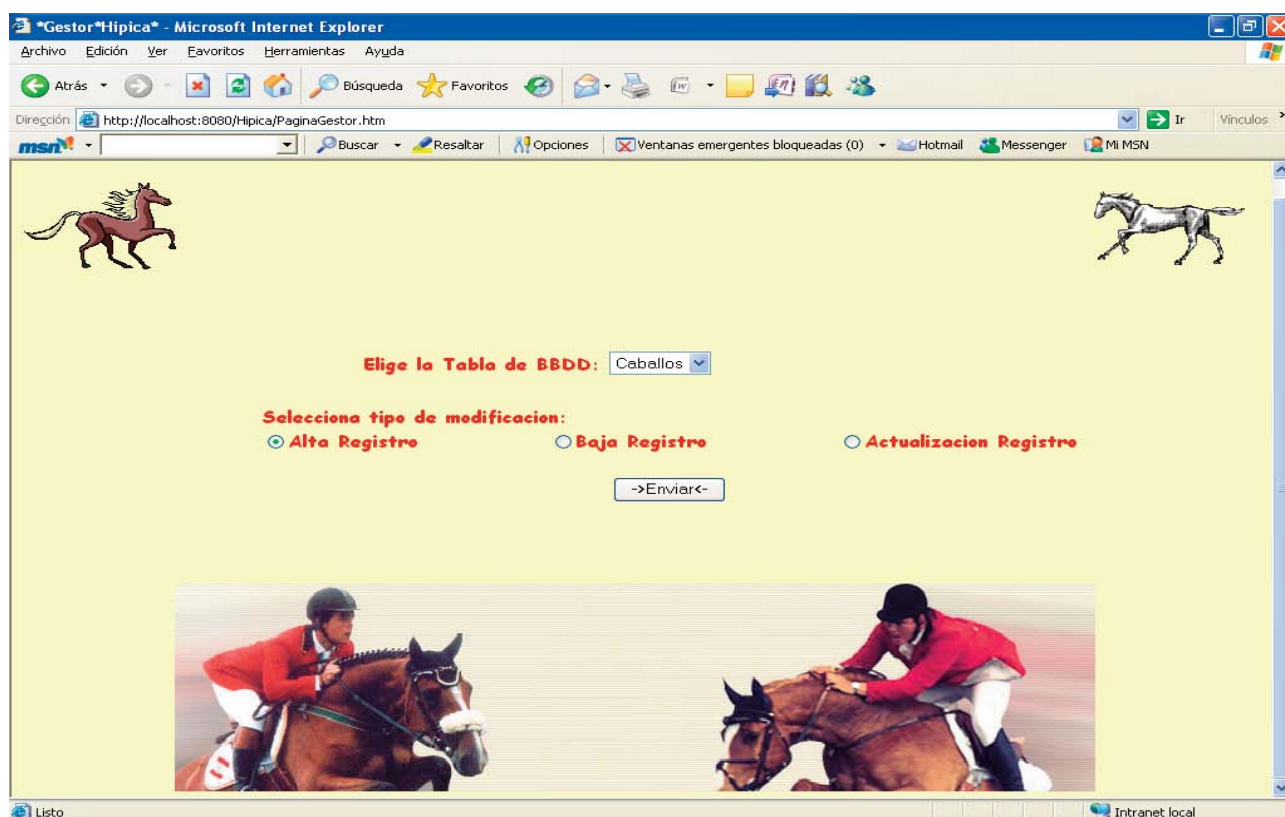 *Gestor*Hipica* - Microsoft Internet Explorer
Archivo Edición Ver Favoritos Herramientas Ayuda
Atrás Búsqueda Favoritos
Dirección http://localhost:8080/Hipica/PaginaGestor.htm Ir Vínculos
msn Buscar Resaltar Opciones Ventanas emergentes bloqueadas (0) Hotmail Messenger Mi MSN
Elige la Tabla de BBDD: Caballos
Selecciona tipo de modificacion:
Alta Registro Baja Registro Actualizacion Registro
->Enviar<-
Listo Intranet local